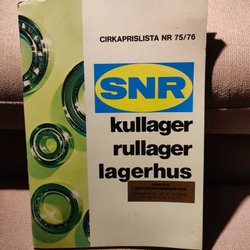 CIRKAPRISLISTA NR 75/76
SNR
kullager
rullager
lagerhus